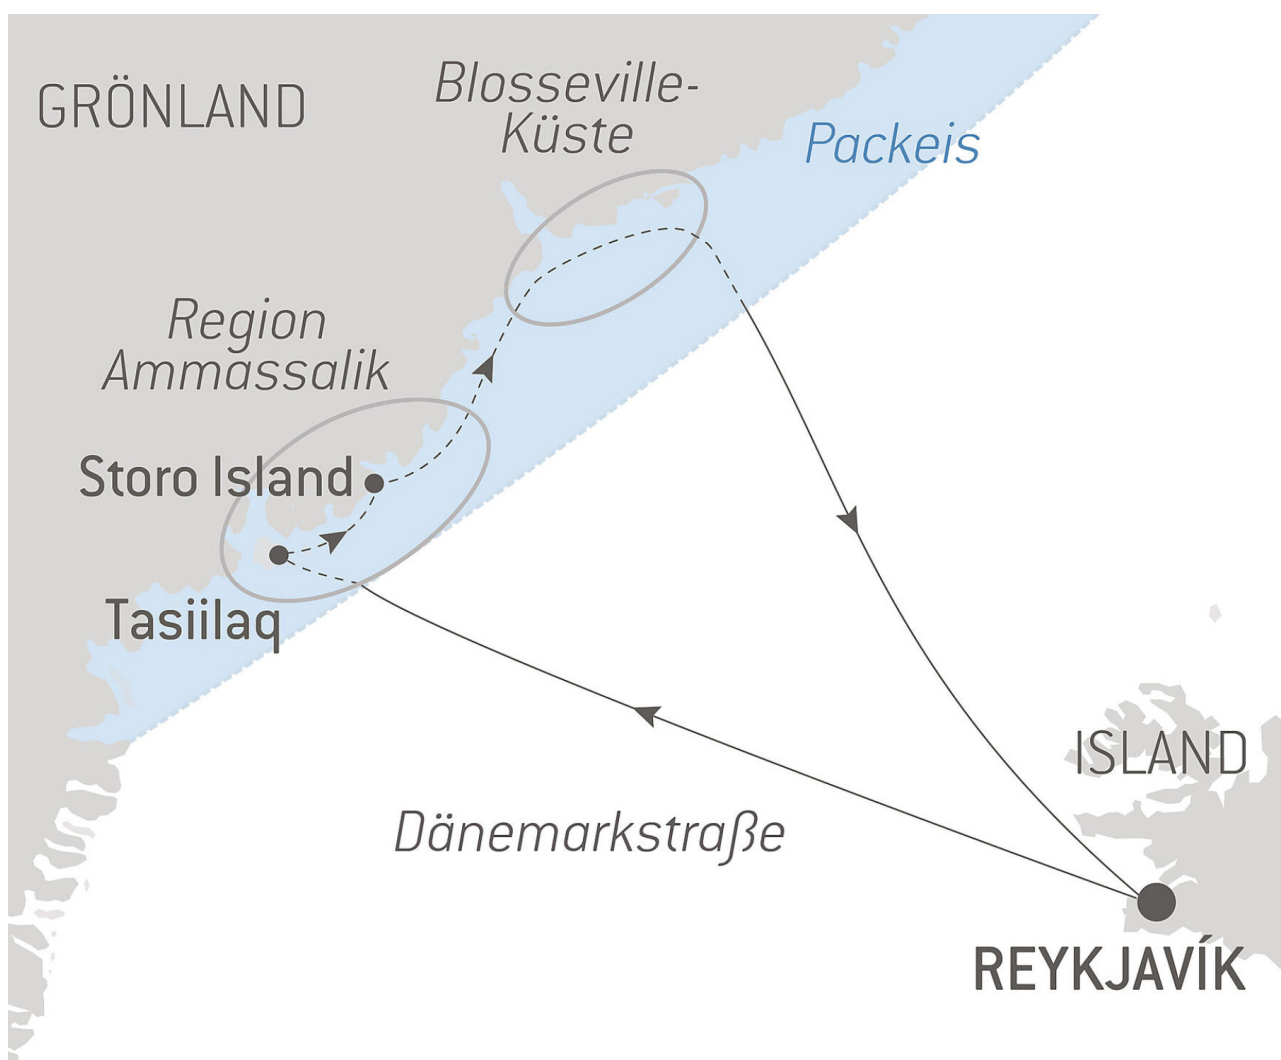 GRÖNLAND
Blosseville-
Küste
Packeis
Region
Ammassalik
Storo Island
Tasiilaq
ISLAND
Dänemarkstraße
REYKJAVÍK